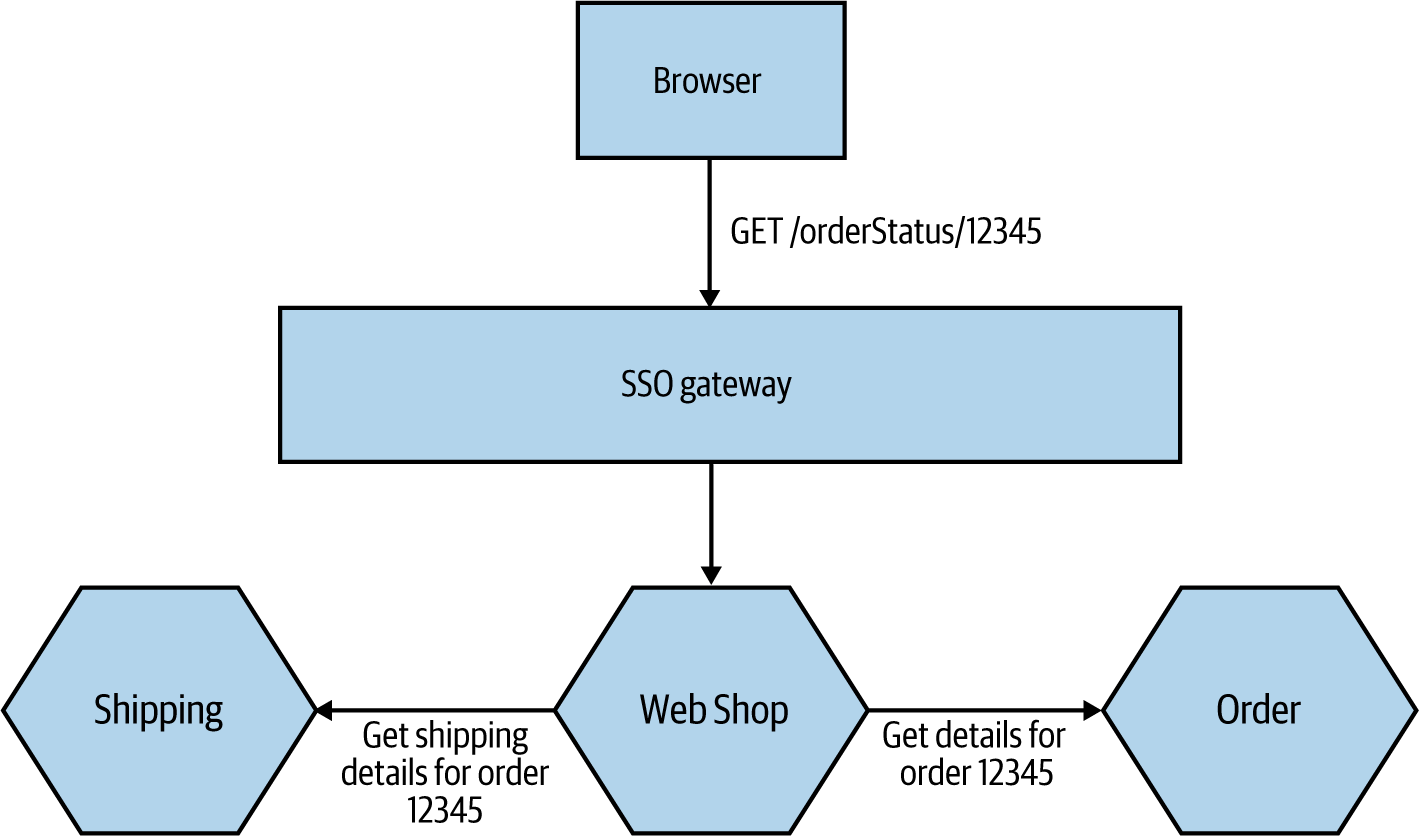 Browser
GET /orderStatus/12345
SSO gateway
Shipping
Get shipping
details for order
12345
Web Shop
Get details for
order 12345
Order